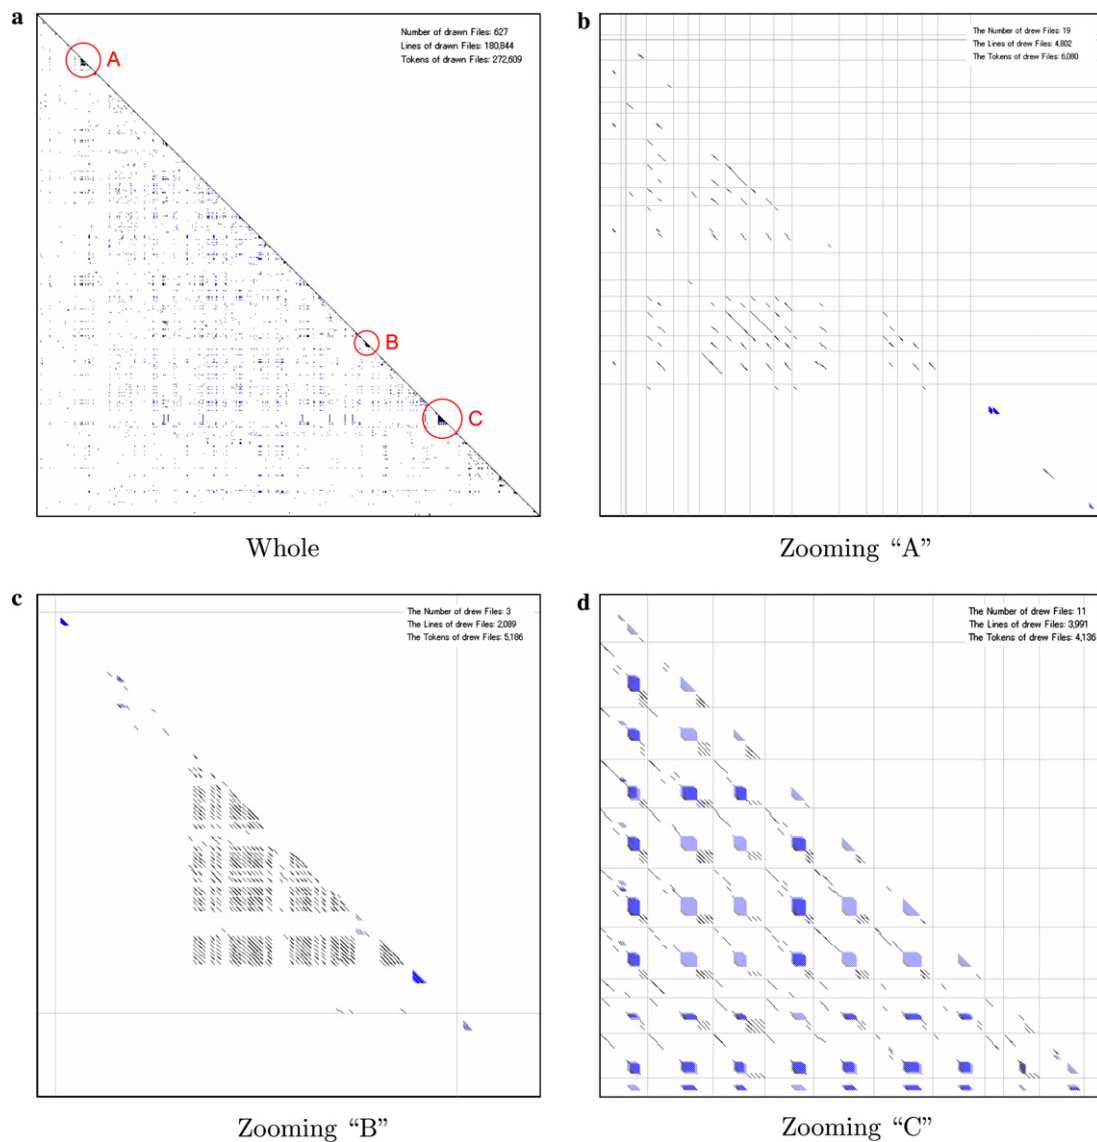 a
Number of drawn Files: 627
Lines of drawn Files: 180,844
Tokens of drawn Files: 272,609
A
B
C
Whole
b
The Number of drew Files: 19
The Lines of drew Files: 4,802
The Tokens of drew Files: 6,080
Zooming “A”
c
The Number of drew Files: 3
The Lines of drew Files: 2,089
The Tokens of drew Files: 5,186
Zooming “B”
d
The Number of drew Files: 11
The Lines of drew Files: 3,991
The Tokens of drew Files: 4,136
Zooming “C”